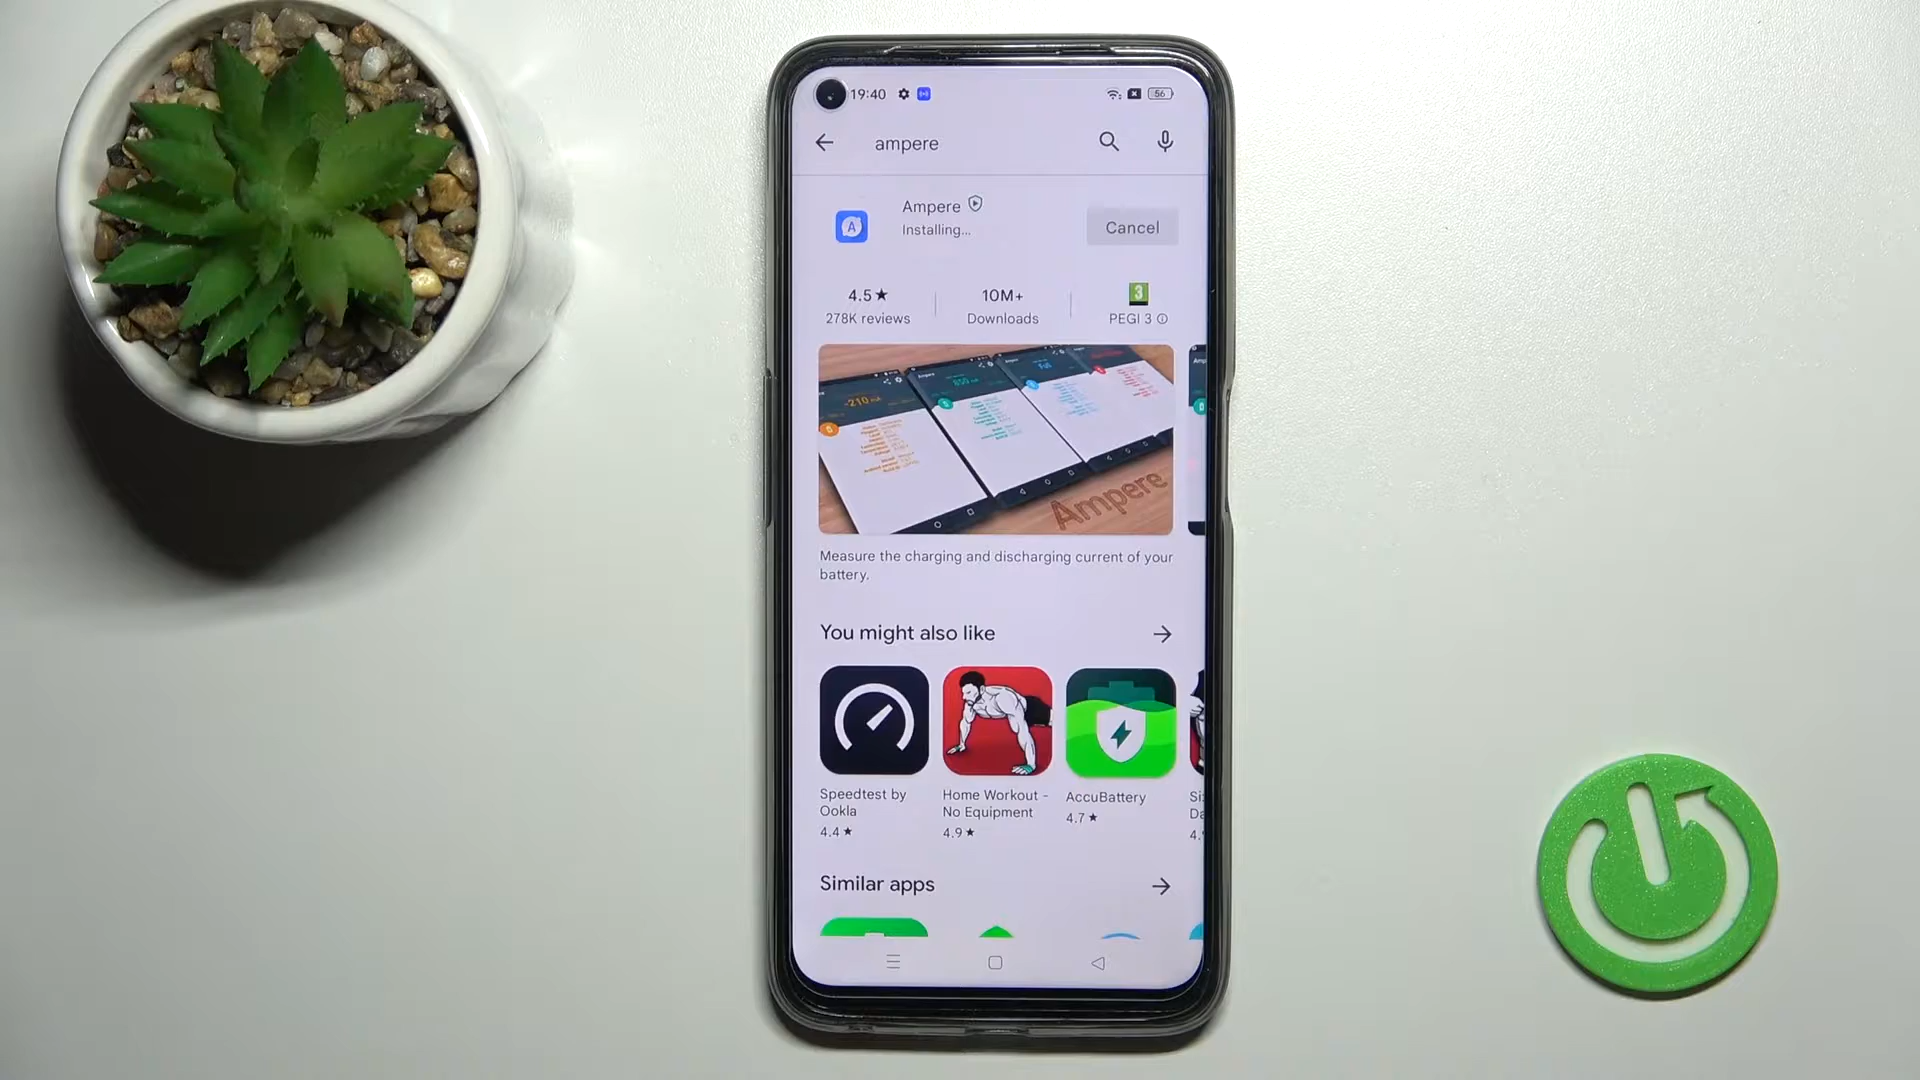 19:40
56
ampere
Ampere
Installing...
Cancel
4.5★
278K reviews
10M+
Downloads
3
PEGI 3
-210 mA
Ampere
Measure the charging and discharging current of your
battery.
You might also like
Speedtest by
Ookla
4.4★
Home Workout -
No Equipment
4.9★
AccuBattery
4.7★
Similar apps